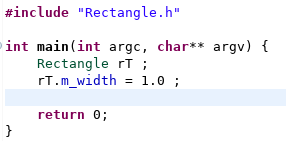 #include "Rectangle.h"
int main(int argc, char** argv) {
    Rectangle rT ;
    rT.m_width = 1.0 ;
    return 0;
}